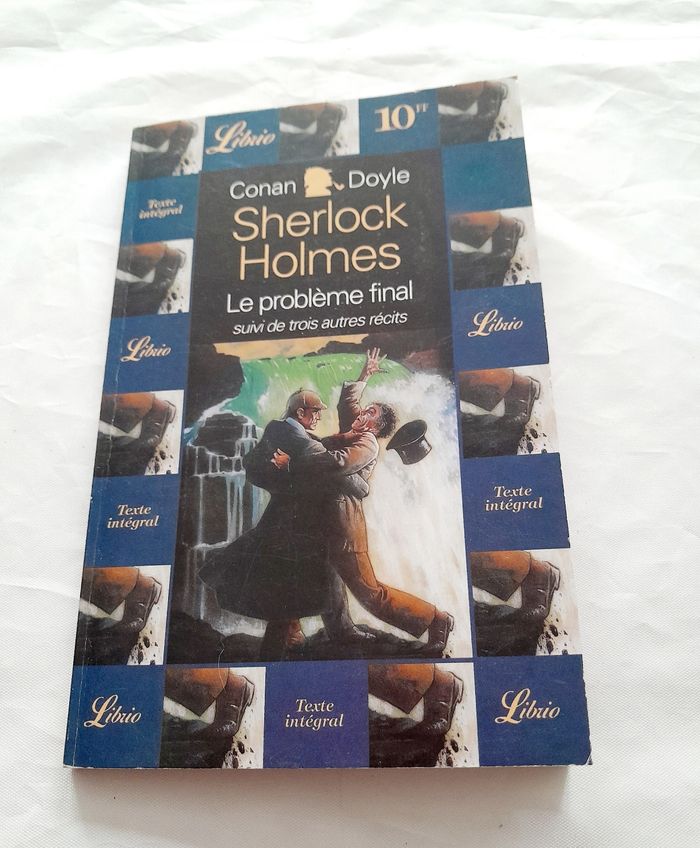 Librio
10FF
Texte
intégral
Conan Doyle
Sherlock
Holmes
Le problème final
suivi de trois autres récits
Librio
Librio
Texte
intégral
Texte
intégral
Librio
Texte
intégral
Librio